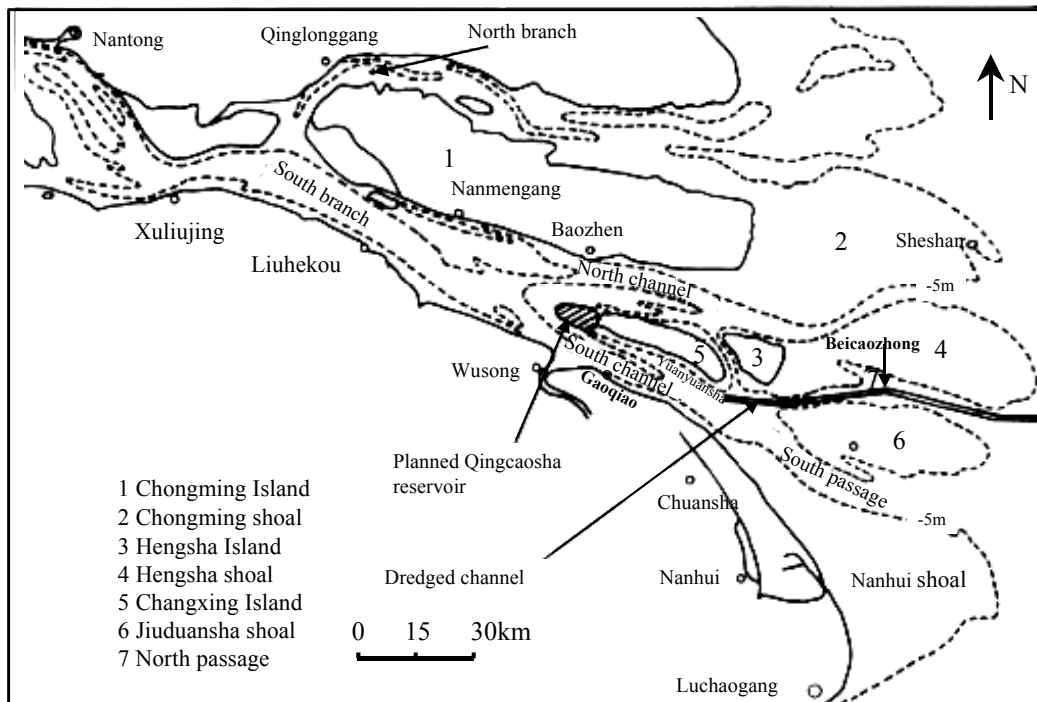 Nantong
Qinglonggang
North branch
N
1
Nanmengang
South branch
Xuliujing
Baozhen
2
Sheshan
Liuhekou
North channel
-5m
Beicaozhong
4
5
3
South channel
Yuanyuansha
Wusong
Gaoqiao
6
Planned Qingcaosha
reservoir
South passage
Chuansha
-5m
1 Chongming Island
2 Chongming shoal
3 Hengsha Island
4 Hengsha shoal
5 Changxing Island
6 Jiuduansha shoal
7 North passage
Dredged channel
Nanhui
Nanhui shoal
0 15 30km
Luchaogang